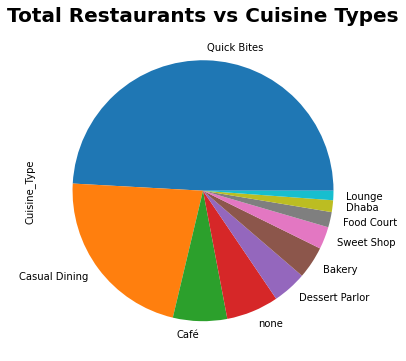 Total Restaurants vs Cuisine Types
Quick Bites
Cuisine_Type
Lounge
Dhaba
Food Court
Sweet Shop
Bakery
Dessert Parlor
none
Café
Casual Dining